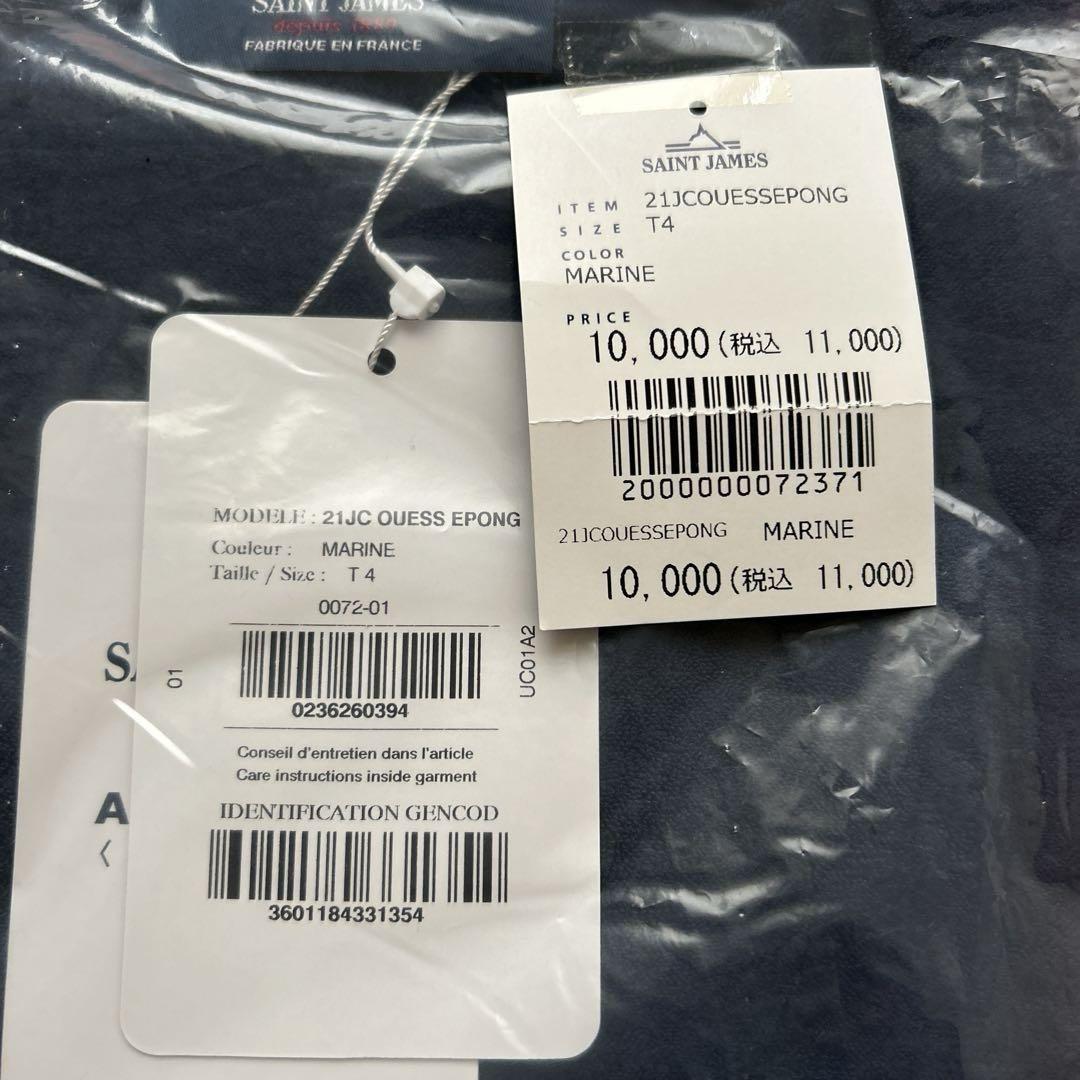 SAINT JAMES
depuis 1889
FABRIQUE EN FRANCE
SAINT JAMES
ITEM 21JCOUESSEPONG
SIZE T4
COLOR
MARINE
PRICE
10,000(税込 11,000)
2000000072371
21JCOUESSEPONG MARINE
10,000(税込 11,000)
MODELE : 21JC OUESS EPONG
Couleur : MARINE
Taille / Size : T 4
0072-01
01
UC01A2
0236260394
Conseil d'entretien dans l'article
Care instructions inside garment
IDENTIFICATION GENCOD
3601184331354
A
〈